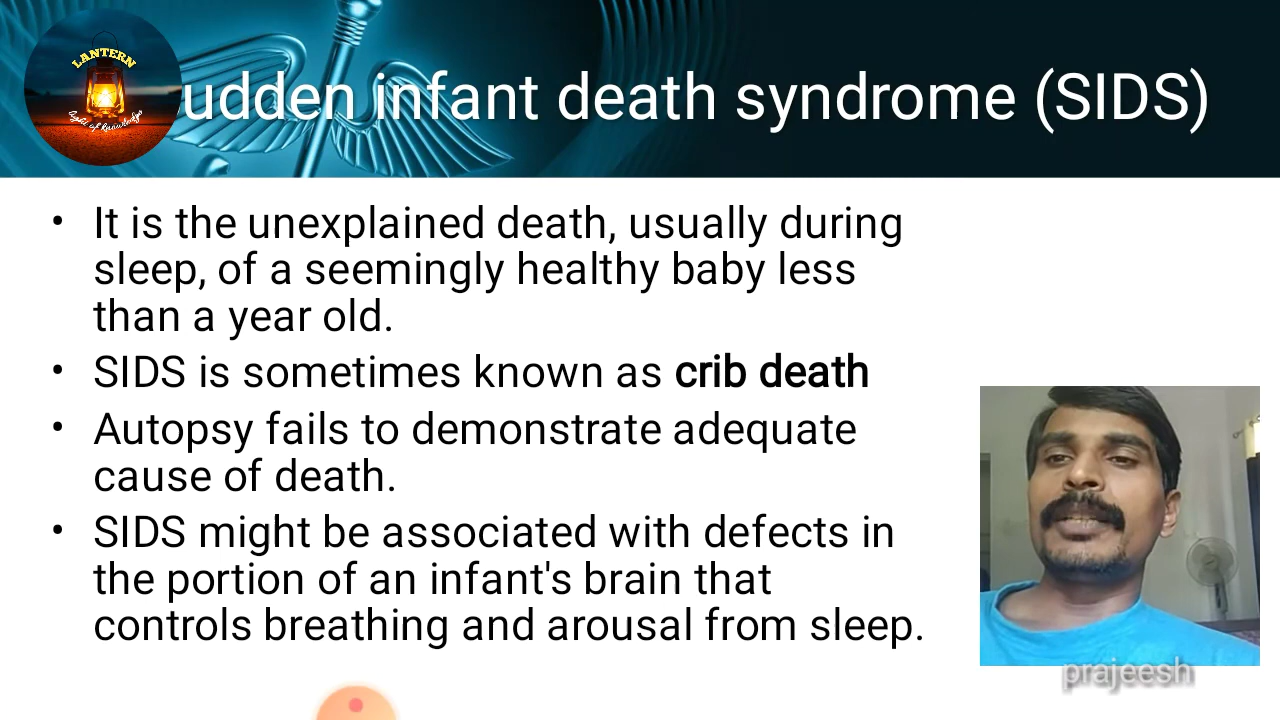 LANTERN
light of knowledge
udden infant death syndrome (SIDS)
• It is the unexplained death, usually during
sleep, of a seemingly healthy baby less
than a year old.
• SIDS is sometimes known as crib death
• Autopsy fails to demonstrate adequate
cause of death.
• SIDS might be associated with defects in
the portion of an infant's brain that
controls breathing and arousal from sleep.
prajeesh